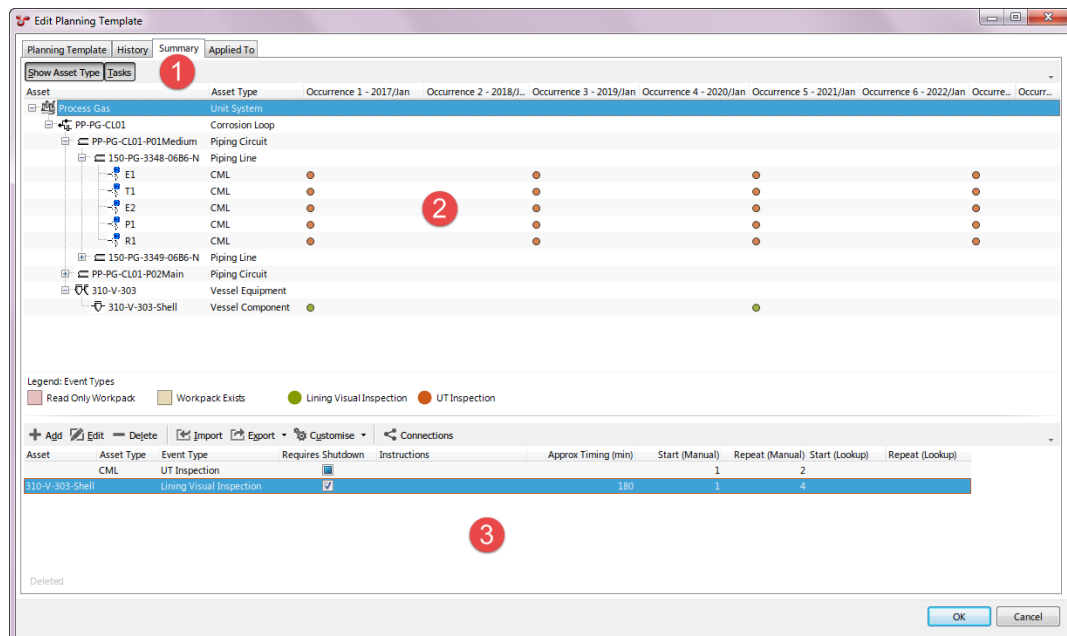 Edit Planning Template
Planning Template History Summary Applied To
Show Asset Type Tasks 1
Asset Asset Type Occurrence 1 - 2017/Jan Occurrence 2 - 2018/J... Occurrence 3 - 2019/Jan Occurrence 4 - 2020/Jan Occurrence 5 - 2021/Jan Occurrence 6 - 2022/Jan Occurre... Occurr...
Process Gas Unit System
PP-PG-CL01 Corrosion Loop
PP-PG-CL01-P01Medium Piping Circuit
150-PG-3348-06B6-N Piping Line
E1 CML
T1 CML
E2 CML 2
P1 CML
R1 CML
150-PG-3349-06B6-N Piping Line
PP-PG-CL01-P02Main Piping Circuit
310-V-303 Vessel Equipment
310-V-303-Shell Vessel Component
Legend: Event Types
Read Only Workpack Workpack Exists Lining Visual Inspection UT Inspection
Add Edit Delete Import Export Customise Connections
Asset Asset Type Event Type Requires Shutdown Instructions Approx Timing (min) Start (Manual) Repeat (Manual) Start (Lookup) Repeat (Lookup)
CML UT Inspection 1 2
310-V-303-Shell Lining Visual Inspection 180 1 4
3
Deleted
OK Cancel